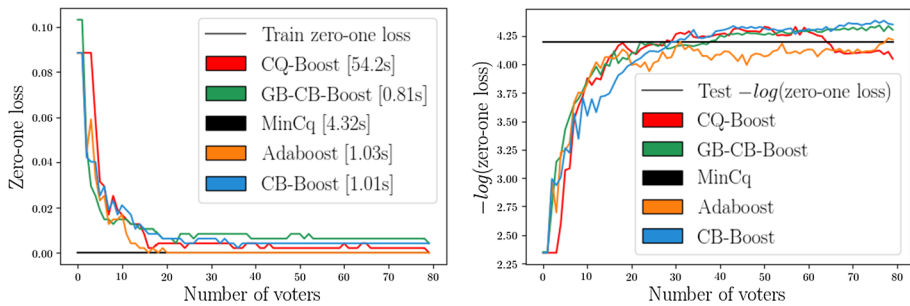 0.10
0.08
0.06
0.04
0.02
0.00
Zero-one loss
Train zero-one loss
CQ-Boost [54.2s]
GB-CB-Boost [0.81s]
MinCq [4.32s]
Adaboost [1.03s]
CB-Boost [1.01s]
0 10 20 30 40 50 60 70 80
Number of voters
4.25
4.00
3.75
3.50
3.25
3.00
2.75
2.50
2.25
-log(zero-one loss)
Test -log(zero-one loss)
CQ-Boost
GB-CB-Boost
MinCq
Adaboost
CB-Boost
0 10 20 30 40 50 60 70 80
Number of voters